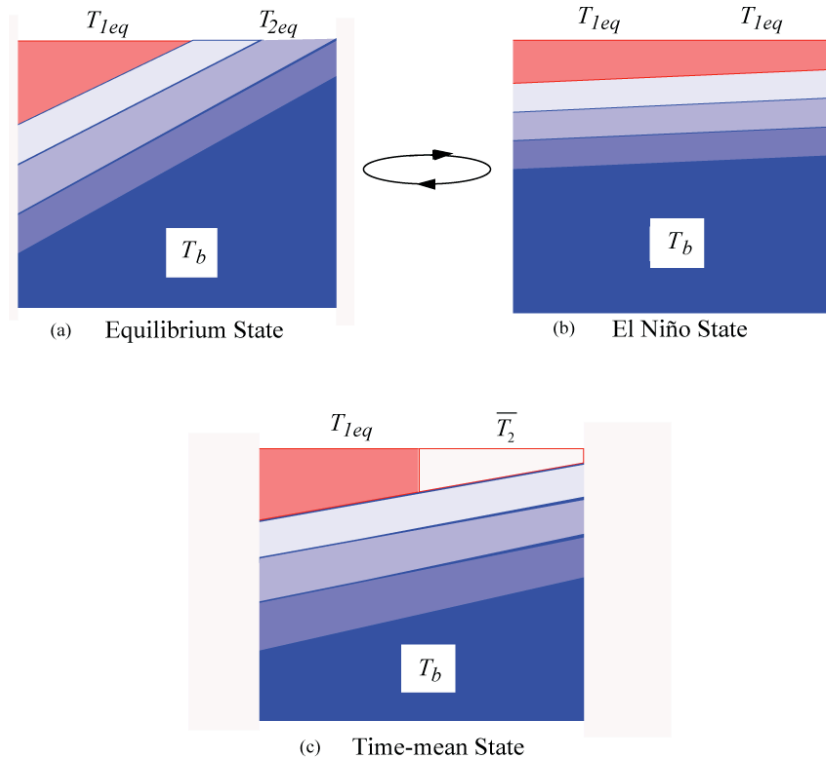 T1eq T2eq
T1eq T1eq
Tb
Tb
(a) Equilibrium State
(b) El Niño State
T1eq T̅2
Tb
(c) Time-mean State